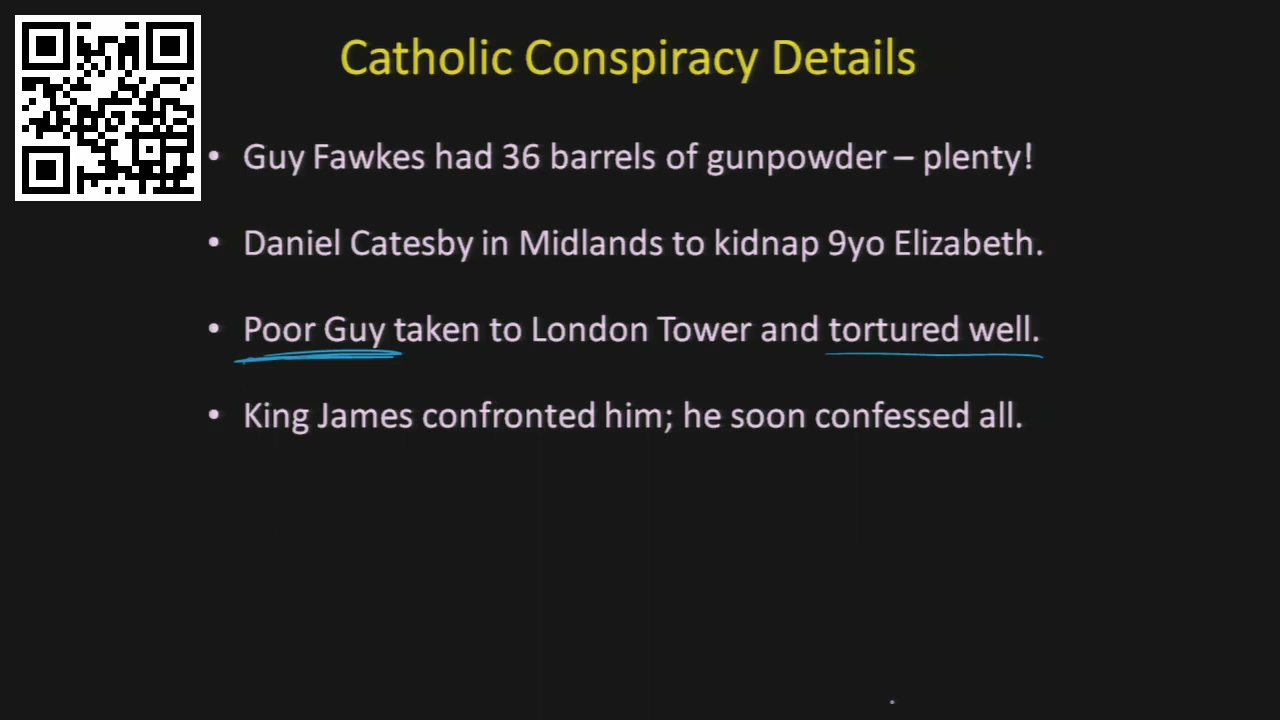 Catholic Conspiracy Details
• Guy Fawkes had 36 barrels of gunpowder – plenty!
• Daniel Catesby in Midlands to kidnap 9yo Elizabeth.
• Poor Guy taken to London Tower and tortured well.
• King James confronted him; he soon confessed all.